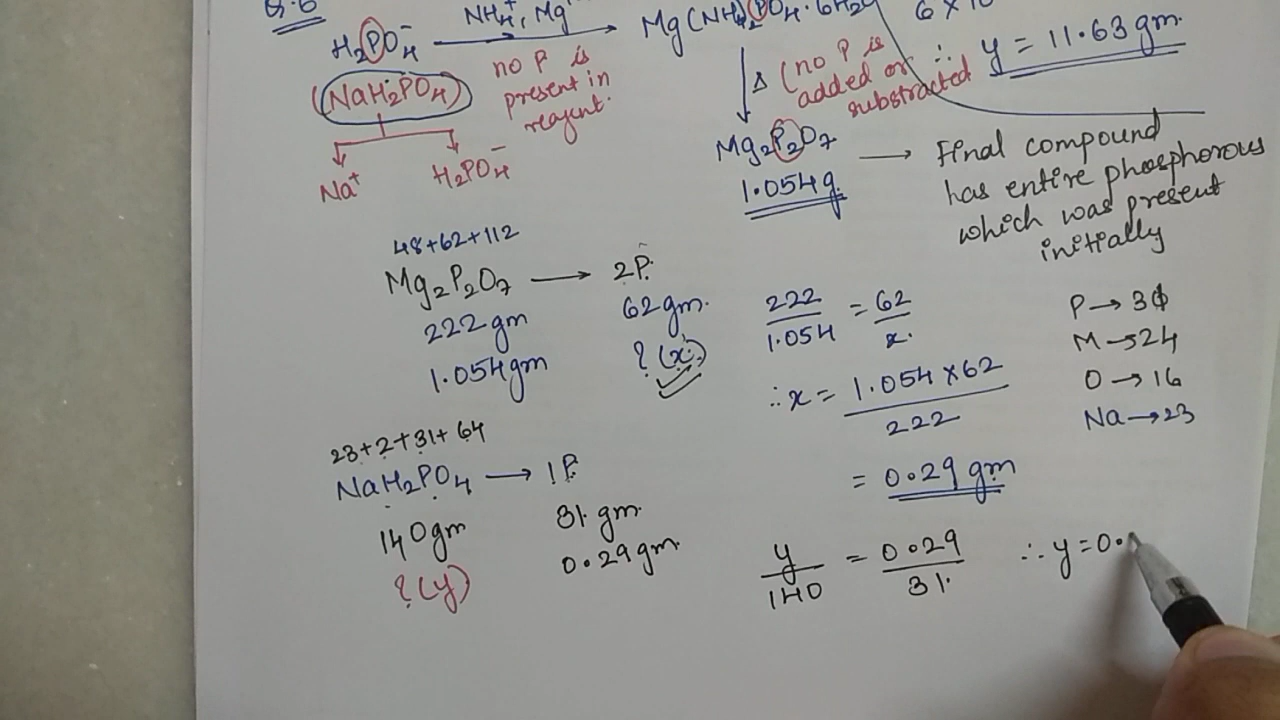 Q.6
H₂PO₄⁻ NH₄⁺, Mg Mg(NH₄)PO₄·6H₂O
6 × 10
∴ y = 11.63 gm.
(NaH₂PO₄)
no P is
present in
reagent.
Δ (no P is
added or
substracted
Na⁺ H₂PO₄⁻
Mg₂P₂O₇ → Final compound
has entire phosphorous
which was present
initially
1.054 g.
48+62+112
Mg₂P₂O₇ → 2P.
222 gm 62 gm.
1.054 gm ? (x)
222/1.054 = 62/x.
∴ x = 1.054 × 62/222
= 0.29 gm
P → 31
M → 24
O → 16
Na → 23
23+2+31+64
NaH₂PO₄ → 1P.
140 gm 31. gm.
? (y) 0.29 gm.
y/140 = 0.29/31. ∴ y = 0.